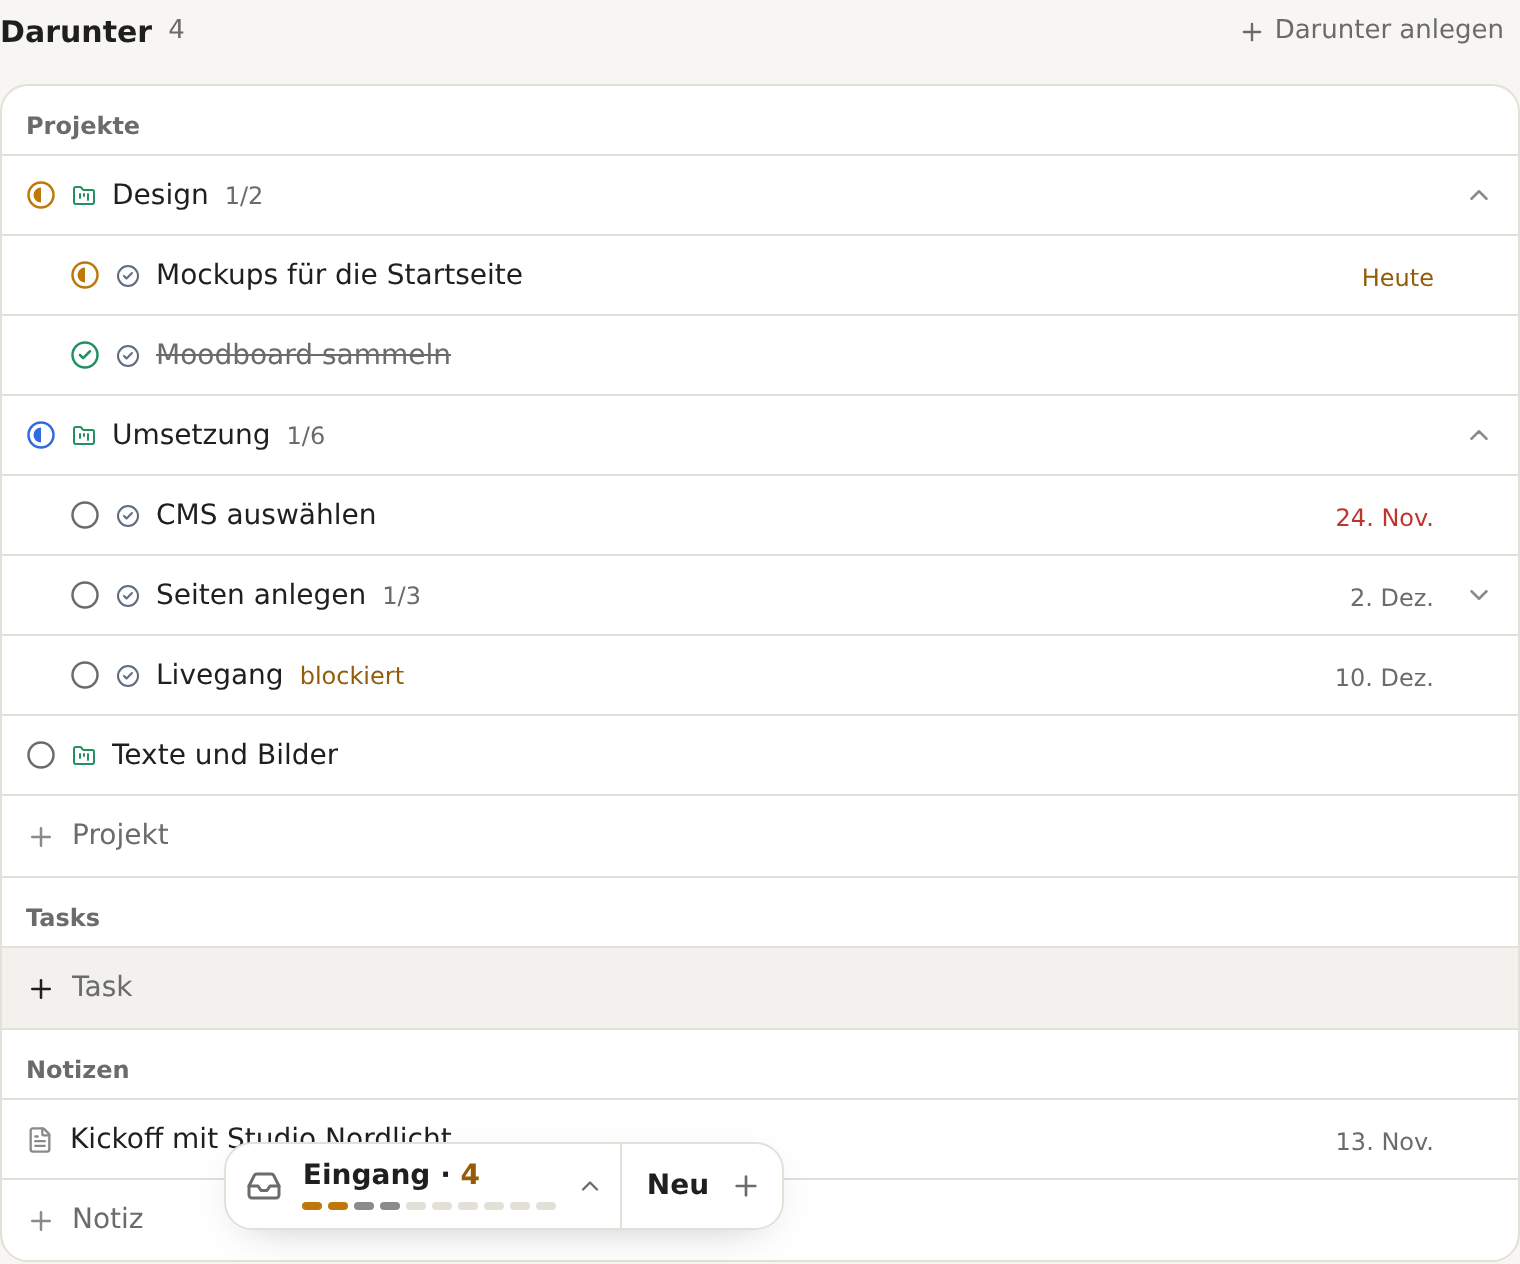 Darunter 4
+ Darunter anlegen
Projekte
Design 1/2
Mockups für die Startseite Heute
Moodboard sammeln
Umsetzung 1/6
CMS auswählen 24. Nov.
Seiten anlegen 1/3 2. Dez.
Livegang blockiert 10. Dez.
Texte und Bilder
+ Projekt
Tasks
+ Task
Notizen
Kickoff mit Studio Nordlicht 13. Nov.
Eingang · 4
Neu +
+ Notiz